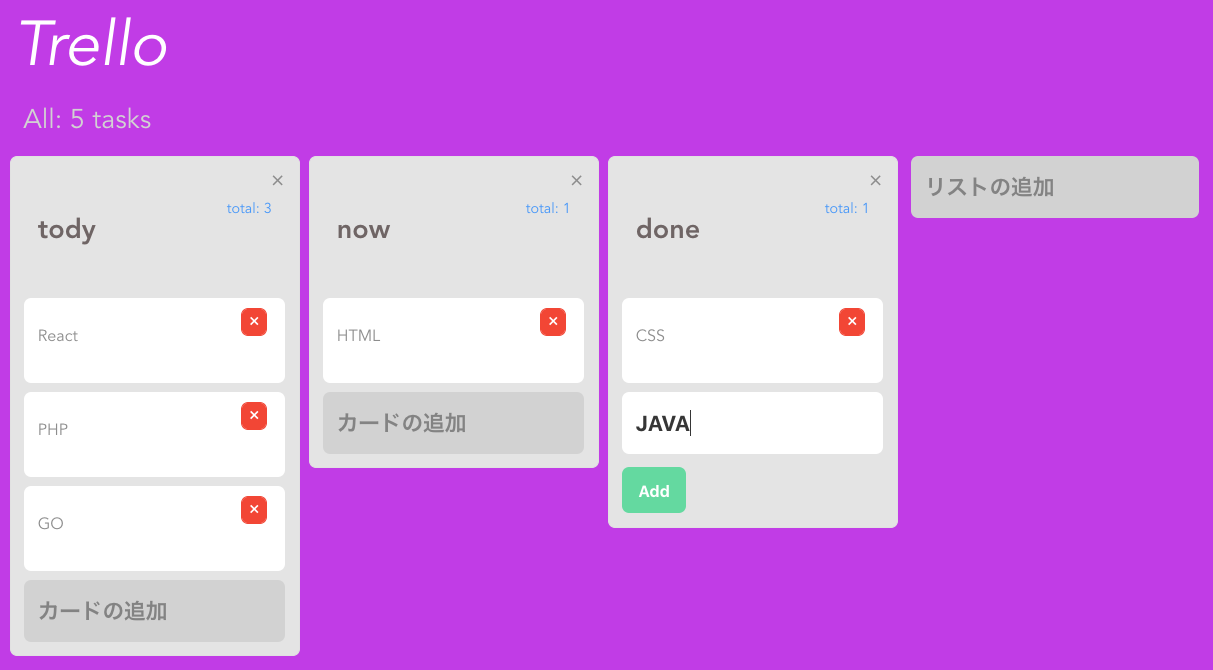 Trello
All: 5 tasks
×
total: 3
tody
React
×
PHP
×
GO
×
カードの追加
×
total: 1
now
HTML
×
カードの追加
×
total: 1
done
CSS
×
JAVA
Add
リストの追加